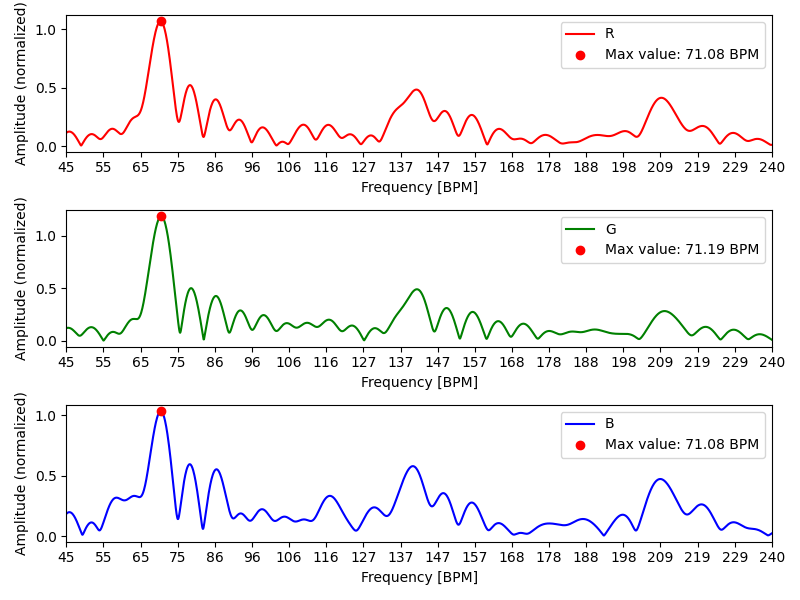 Amplitude (normalized)
1.0
0.5
0.0
R
Max value: 71.08 BPM
45 55 65 75 86 96 106 116 127 137 147 157 168 178 188 198 209 219 229 240
Frequency [BPM]
Amplitude (normalized)
1.0
0.5
0.0
G
Max value: 71.19 BPM
45 55 65 75 86 96 106 116 127 137 147 157 168 178 188 198 209 219 229 240
Frequency [BPM]
Amplitude (normalized)
1.0
0.5
0.0
B
Max value: 71.08 BPM
45 55 65 75 86 96 106 116 127 137 147 157 168 178 188 198 209 219 229 240
Frequency [BPM]